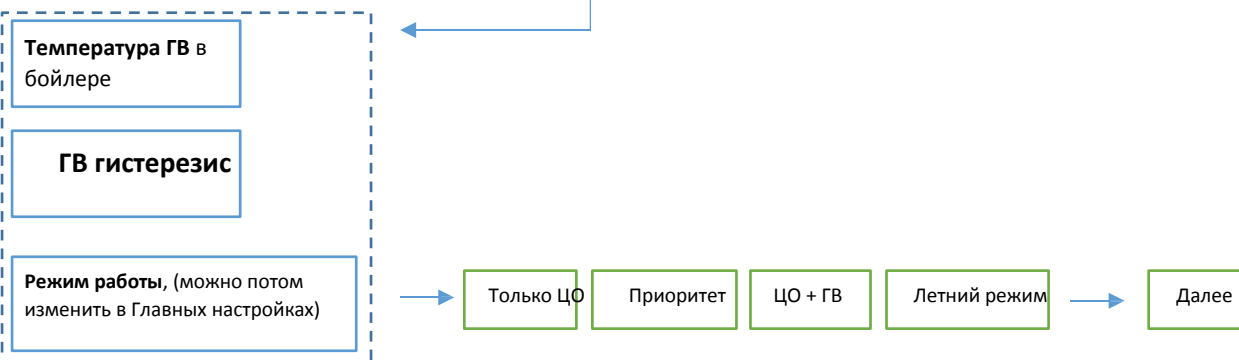 Температура ГВ в
бойлере
ГВ гистерезис
Режим работы, (можно потом
изменить в Главных настройках)
Только ЦО
Приоритет
ЦО + ГВ
Летний режим
Далее